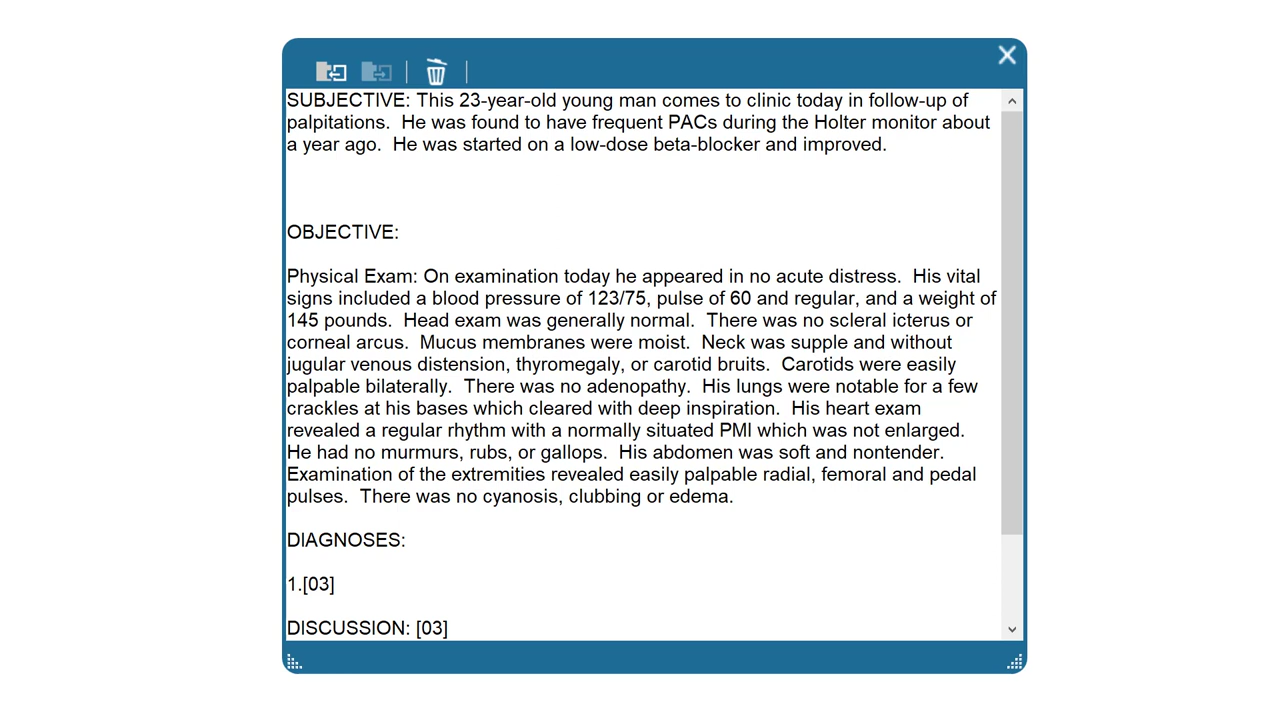 SUBJECTIVE: This 23-year-old young man comes to clinic today in follow-up of
palpitations.  He was found to have frequent PACs during the Holter monitor about
a year ago.  He was started on a low-dose beta-blocker and improved.
OBJECTIVE:
Physical Exam: On examination today he appeared in no acute distress.  His vital
signs included a blood pressure of 123/75, pulse of 60 and regular, and a weight of
145 pounds.  Head exam was generally normal.  There was no scleral icterus or
corneal arcus.  Mucus membranes were moist.  Neck was supple and without
jugular venous distension, thyromegaly, or carotid bruits.  Carotids were easily
palpable bilaterally.  There was no adenopathy.  His lungs were notable for a few
crackles at his bases which cleared with deep inspiration.  His heart exam
revealed a regular rhythm with a normally situated PMI which was not enlarged.
He had no murmurs, rubs, or gallops.  His abdomen was soft and nontender.
Examination of the extremities revealed easily palpable radial, femoral and pedal
pulses.  There was no cyanosis, clubbing or edema.
DIAGNOSES:
1.[03]
DISCUSSION: [03]